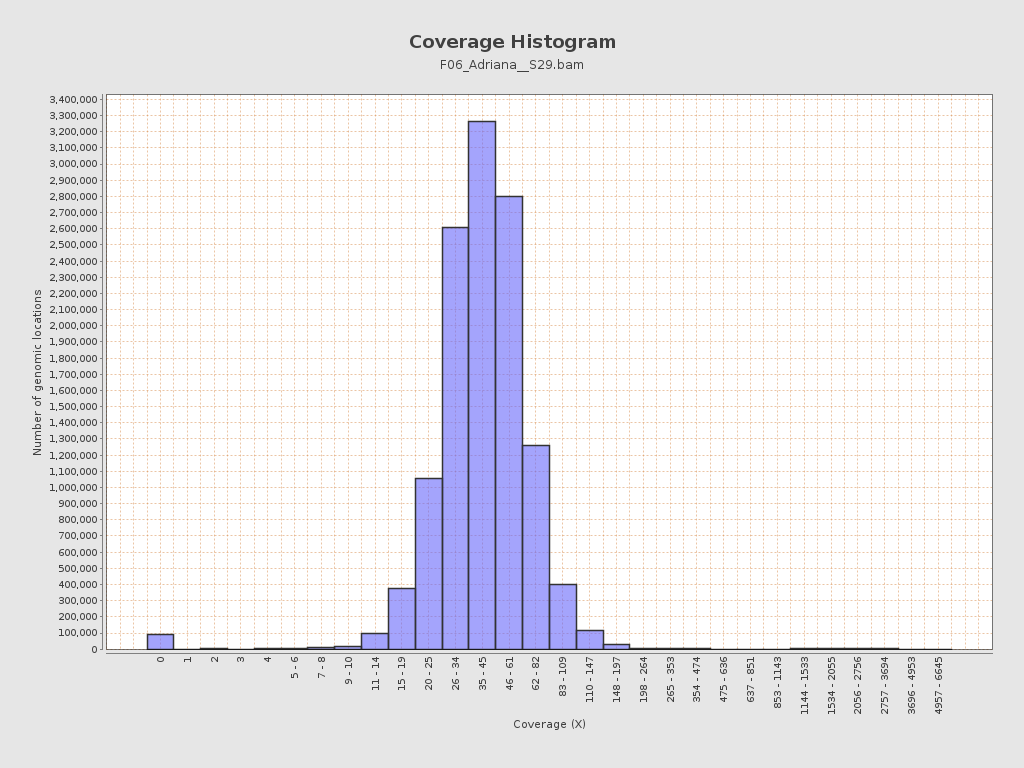 Coverage Histogram
F06_Adriana__S29.bam
Number of genomic locations
3,400,000
3,300,000
3,200,000
3,100,000
3,000,000
2,900,000
2,800,000
2,700,000
2,600,000
2,500,000
2,400,000
2,300,000
2,200,000
2,100,000
2,000,000
1,900,000
1,800,000
1,700,000
1,600,000
1,500,000
1,400,000
1,300,000
1,200,000
1,100,000
1,000,000
900,000
800,000
700,000
600,000
500,000
400,000
300,000
200,000
100,000
0
0
1
2
3
4
5 - 6
7 - 8
9 - 10
11 - 14
15 - 19
20 - 25
26 - 34
35 - 45
46 - 61
62 - 82
83 - 109
110 - 147
148 - 197
198 - 264
265 - 353
354 - 474
475 - 636
637 - 851
853 - 1143
1144 - 1533
1534 - 2055
2056 - 2756
2757 - 3694
3696 - 4953
4957 - 6645
Coverage (X)